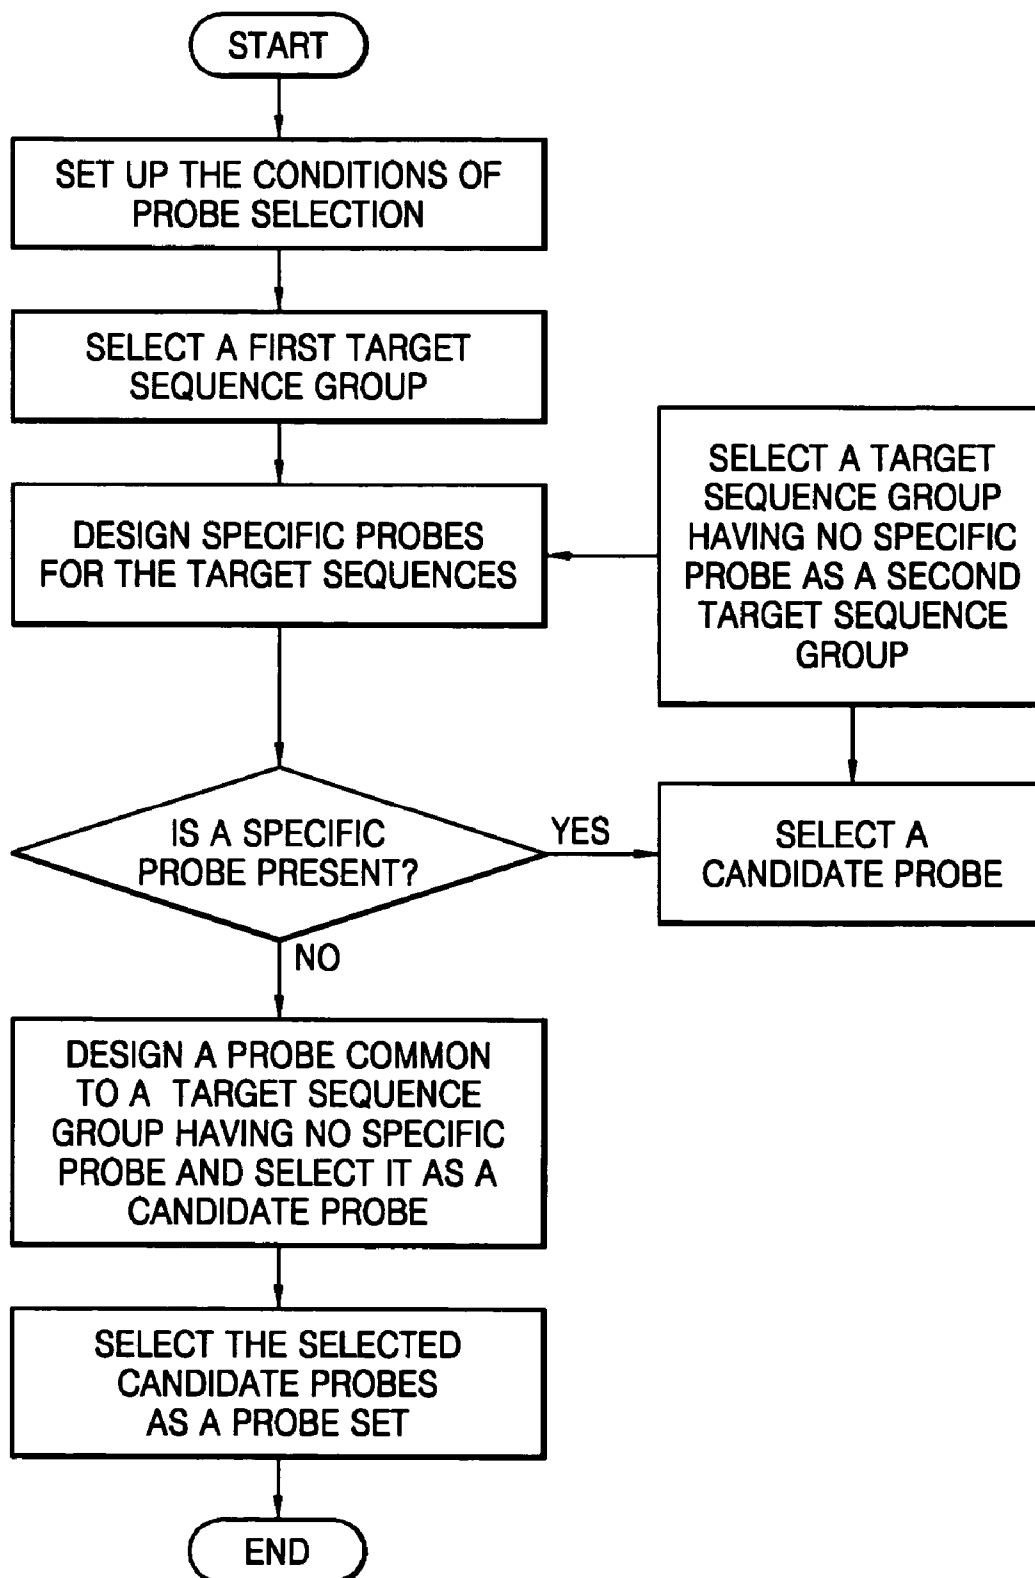 START
SET UP THE CONDITIONS OF
PROBE SELECTION
SELECT A FIRST TARGET
SEQUENCE GROUP
DESIGN SPECIFIC PROBES
FOR THE TARGET SEQUENCES
SELECT A TARGET
SEQUENCE GROUP
HAVING NO SPECIFIC
PROBE AS A SECOND
TARGET SEQUENCE
GROUP
IS A SPECIFIC
PROBE PRESENT?
YES
SELECT A
CANDIDATE PROBE
NO
DESIGN A PROBE COMMON
TO A TARGET SEQUENCE
GROUP HAVING NO SPECIFIC
PROBE AND SELECT IT AS A
CANDIDATE PROBE
SELECT THE SELECTED
CANDIDATE PROBES
AS A PROBE SET
END